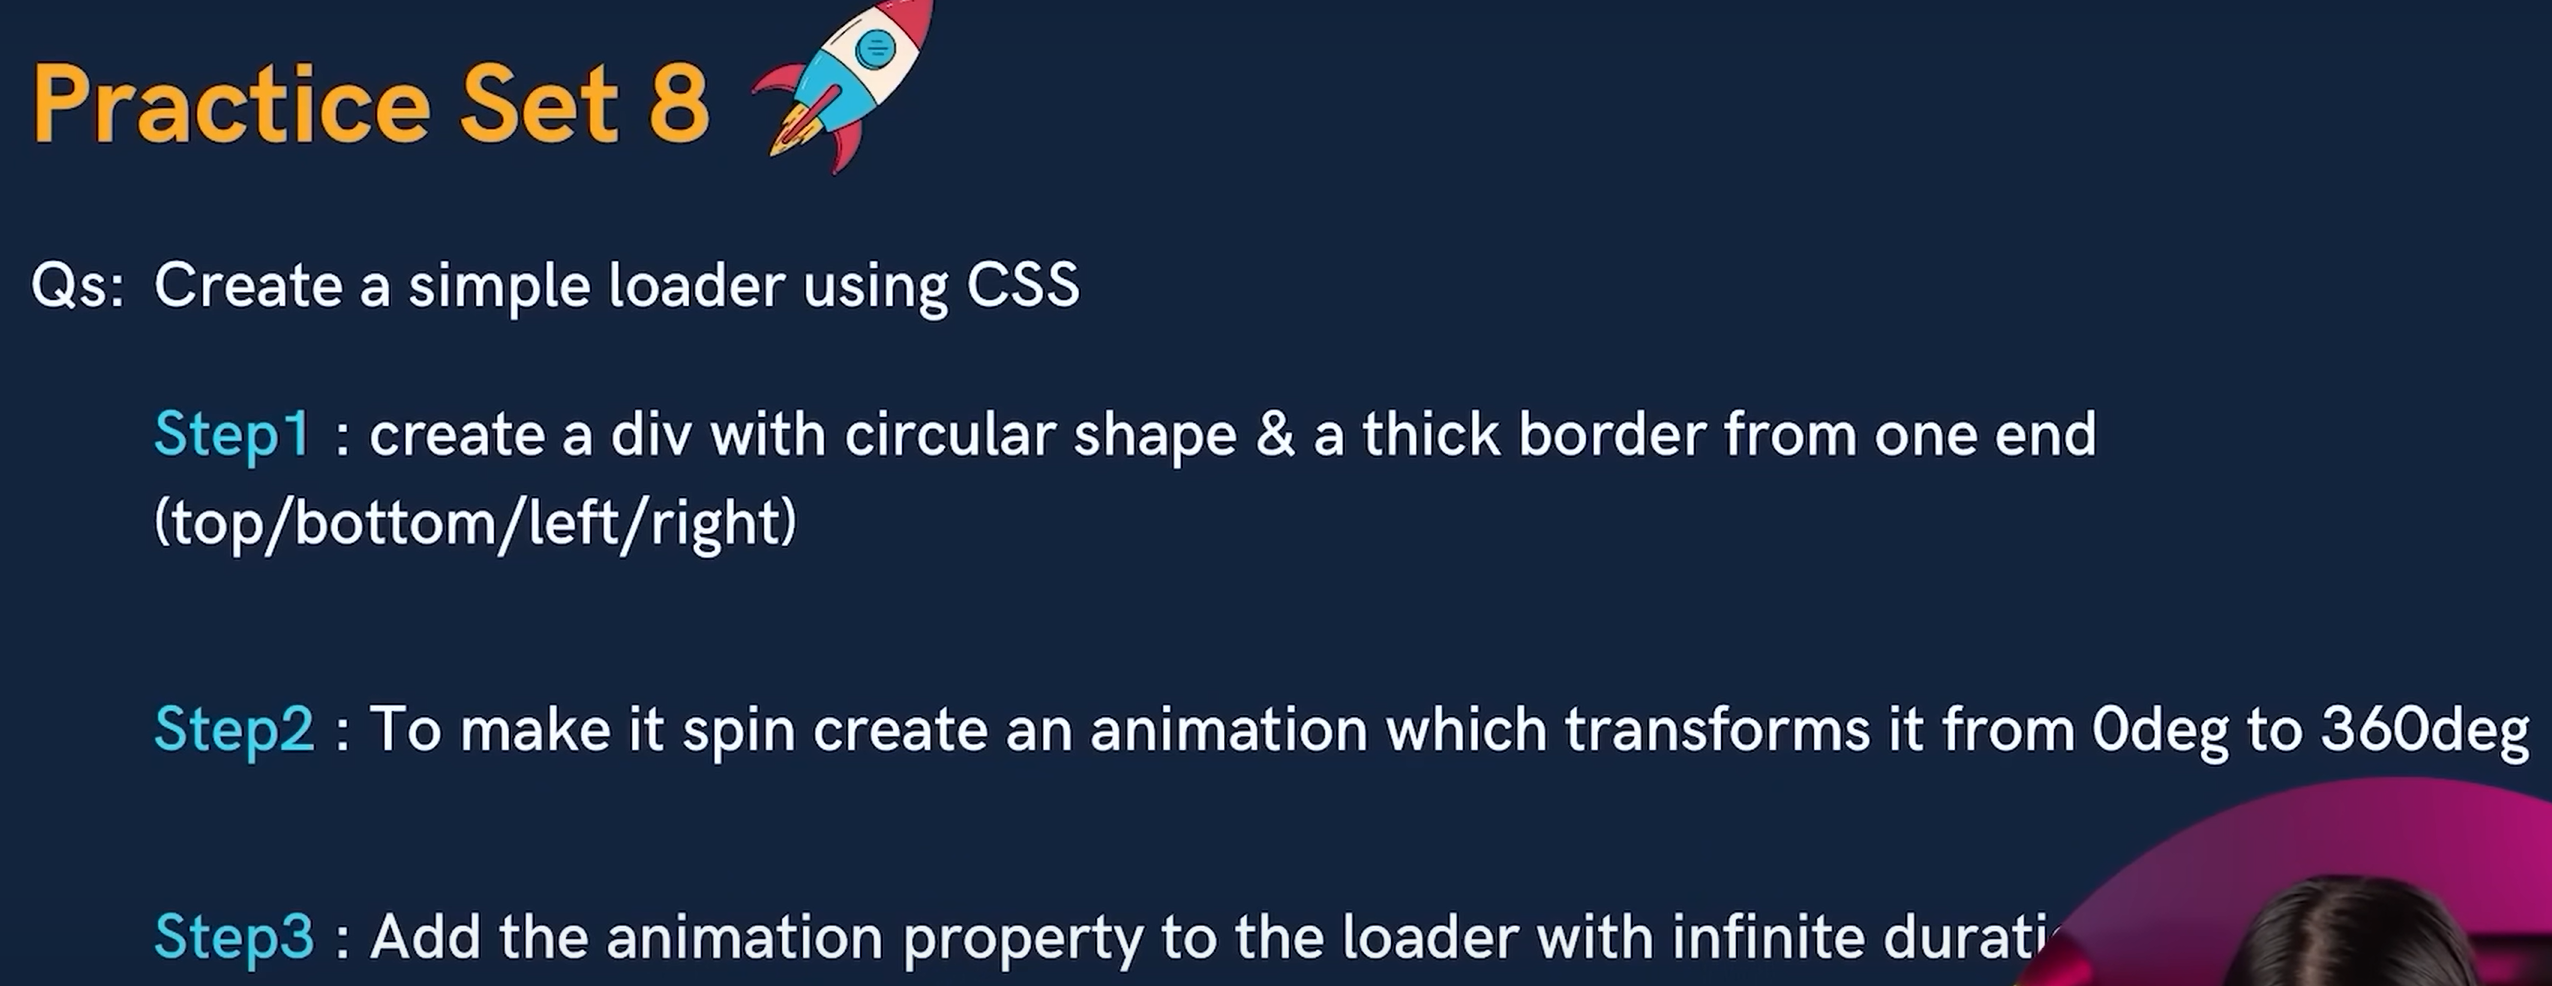 Practice Set 8
Qs: Create a simple loader using CSS
Step1 : create a div with circular shape & a thick border from one end
(top/bottom/left/right)
Step2 : To make it spin create an animation which transforms it from 0deg to 360deg
Step3 : Add the animation property to the loader with infinite